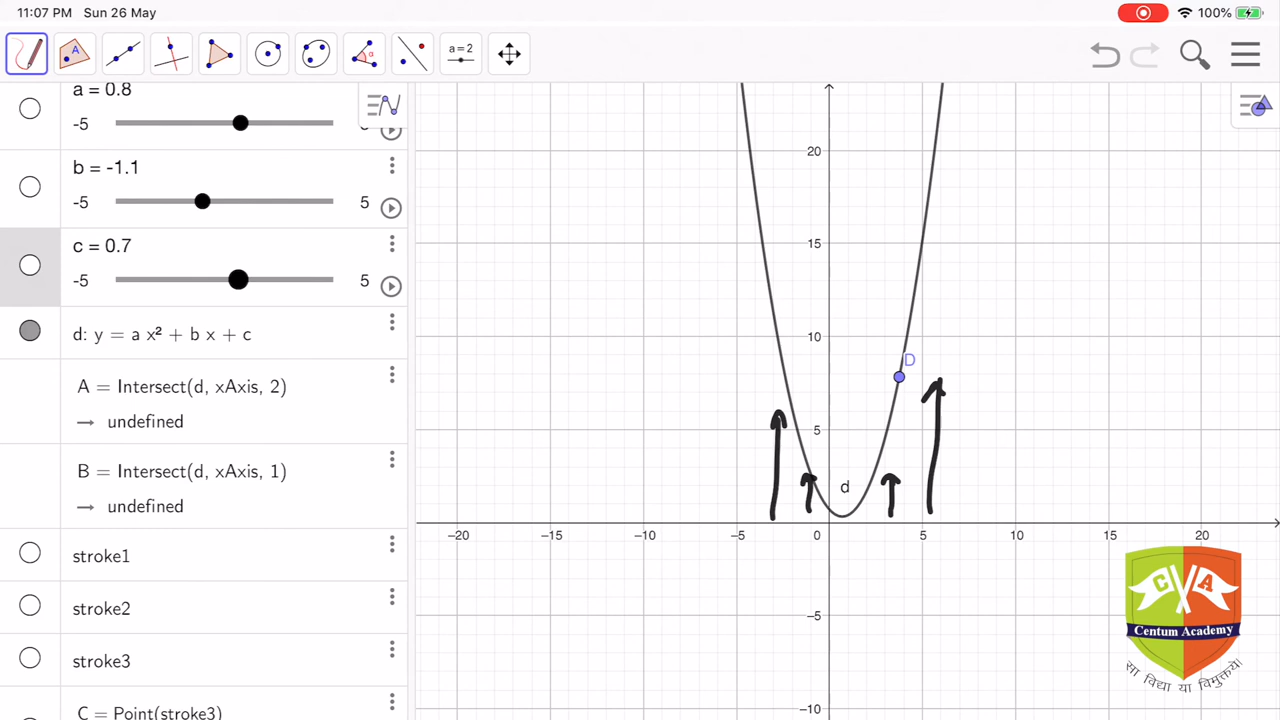 11:07 PM Sun 26 May
100%
a = 2
a = 0.8
-5
b = -1.1
-5 5
c = 0.7
-5 5
d: y = a x² + b x + c
A = Intersect(d, xAxis, 2)
→ undefined
B = Intersect(d, xAxis, 1)
→ undefined
stroke1
stroke2
stroke3
C = Point(stroke3)
20
15
10
D
5
d
−20 −15 −10 −5 0 5 10 15 20
−5
−10
C A
Centum Academy
सा विद्या या विमुक्तये।